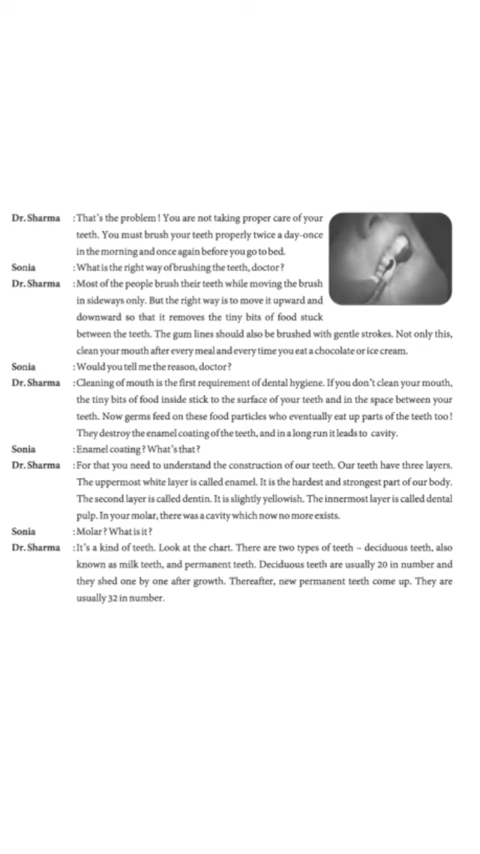 Dr. Sharma : That's the problem! You are not taking proper care of your
teeth. You must brush your teeth properly twice a day-once
in the morning and once again before you go to bed.
Sonia : What is the right way of brushing the teeth, doctor?
Dr. Sharma : Most of the people brush their teeth while moving the brush
in sideways only. But the right way is to move it upward and
downward so that it removes the tiny bits of food stuck
between the teeth. The gum lines should also be brushed with gentle strokes. Not only this,
clean your mouth after every meal and every time you eat a chocolate or ice cream.
Sonia : Would you tell me the reason, doctor?
Dr. Sharma : Cleaning of mouth is the first requirement of dental hygiene. If you don't clean your mouth,
the tiny bits of food inside stick to the surface of your teeth and in the space between your
teeth. Now germs feed on these food particles who eventually eat up parts of the teeth too!
They destroy the enamel coating of the teeth, and in a long run it leads to cavity.
Sonia : Enamel coating? What's that?
Dr. Sharma : For that you need to understand the construction of our teeth. Our teeth have three layers.
The uppermost white layer is called enamel. It is the hardest and strongest part of our body.
The second layer is called dentin. It is slightly yellowish. The innermost layer is called dental
pulp. In your molar, there was a cavity which now no more exists.
Sonia : Molar? What is it?
Dr. Sharma : It's a kind of teeth. Look at the chart. There are two types of teeth – deciduous teeth, also
known as milk teeth, and permanent teeth. Deciduous teeth are usually 20 in number and
they shed one by one after growth. Thereafter, new permanent teeth come up. They are
usually 32 in number.